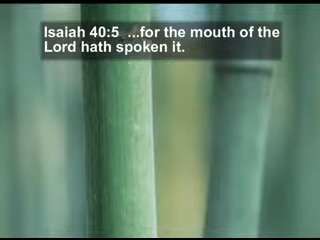 Isaiah 40:5  ...for the mouth of the
Lord hath spoken it.